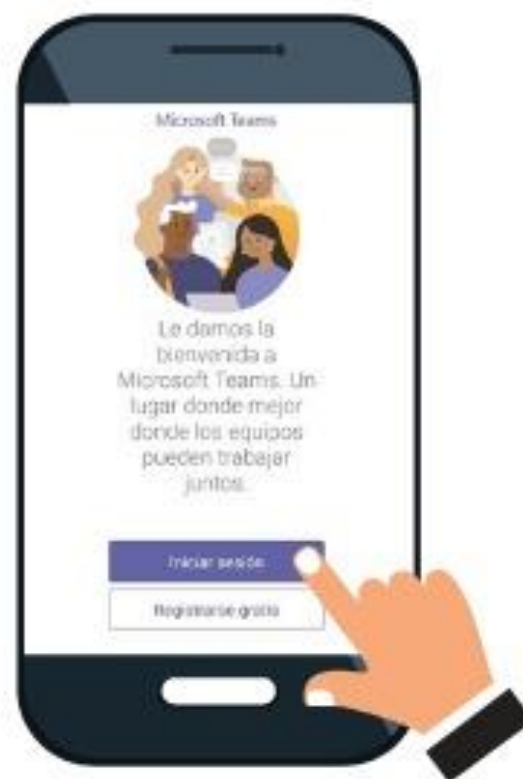 Microsoft Teams
Le damos la
bienvenida a
Microsoft Teams. Un
lugar donde mejor
donde los equipos
pueden trabajar
juntos.
Iniciar sesión
Registrarse gratis